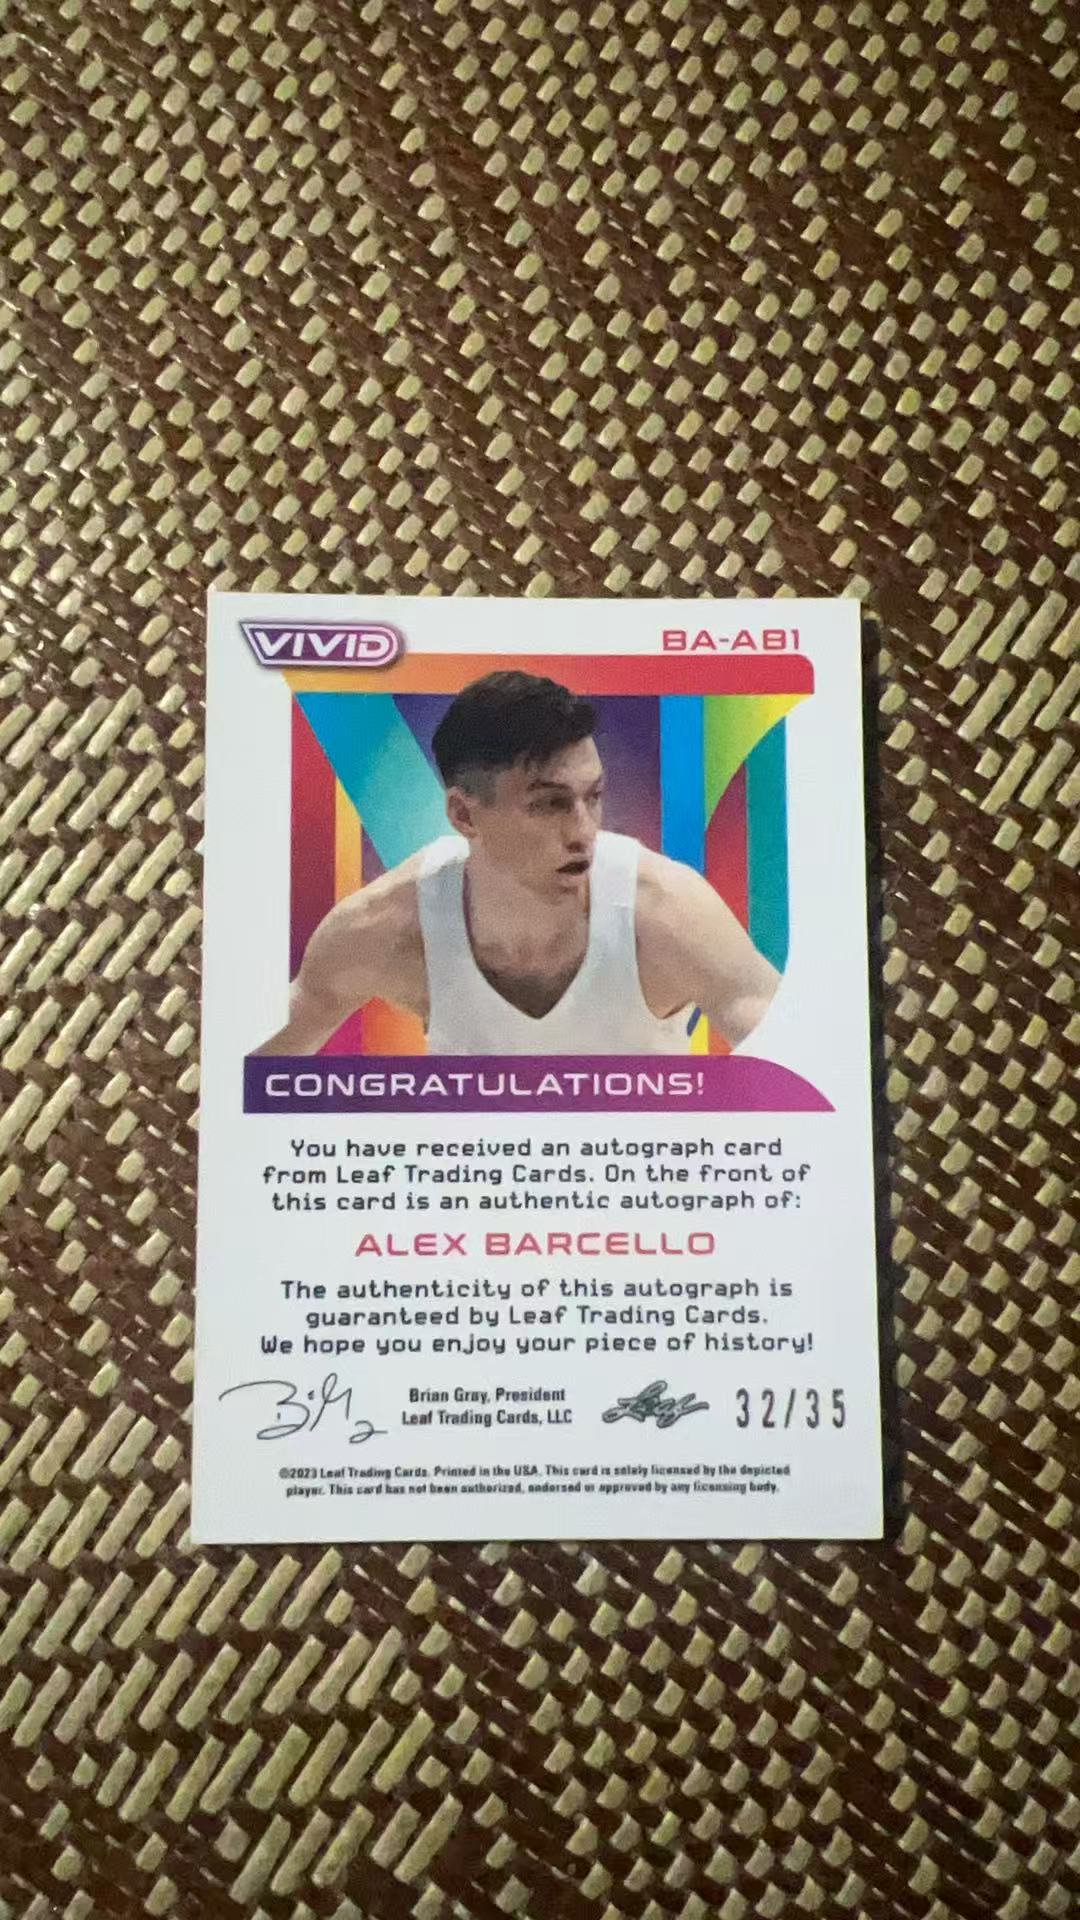 VIVID
BA-AB1
CONGRATULATIONS!
You have received an autograph card
from Leaf Trading Cards. On the front of
this card is an authentic autograph of:
ALEX BARCELLO
The authenticity of this autograph is
guaranteed by Leaf Trading Cards.
We hope you enjoy your piece of history!
Brian Gray, President
Leaf Trading Cards, LLC
Leaf
32/35
©2023 Leaf Trading Cards. Printed in the USA. This card is solely licensed by the depicted
player. This card has not been authorized, endorsed or approved by any licensing body.